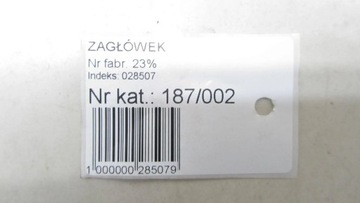 ZAGŁÓWEK
Nr fabr. 23%
Indeks: 028507
Nr kat.: 187/002
1 000000 285079